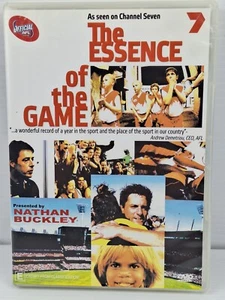 As seen on Channel Seven
7
OFFICIAL
The
ESSENCE
of the
GAME
"...a wonderful record of a year in the sport and the place of the sport in our country"
Andrew Demetriou, CEO, AFL
Presented by
NATHAN
BUCKLEY